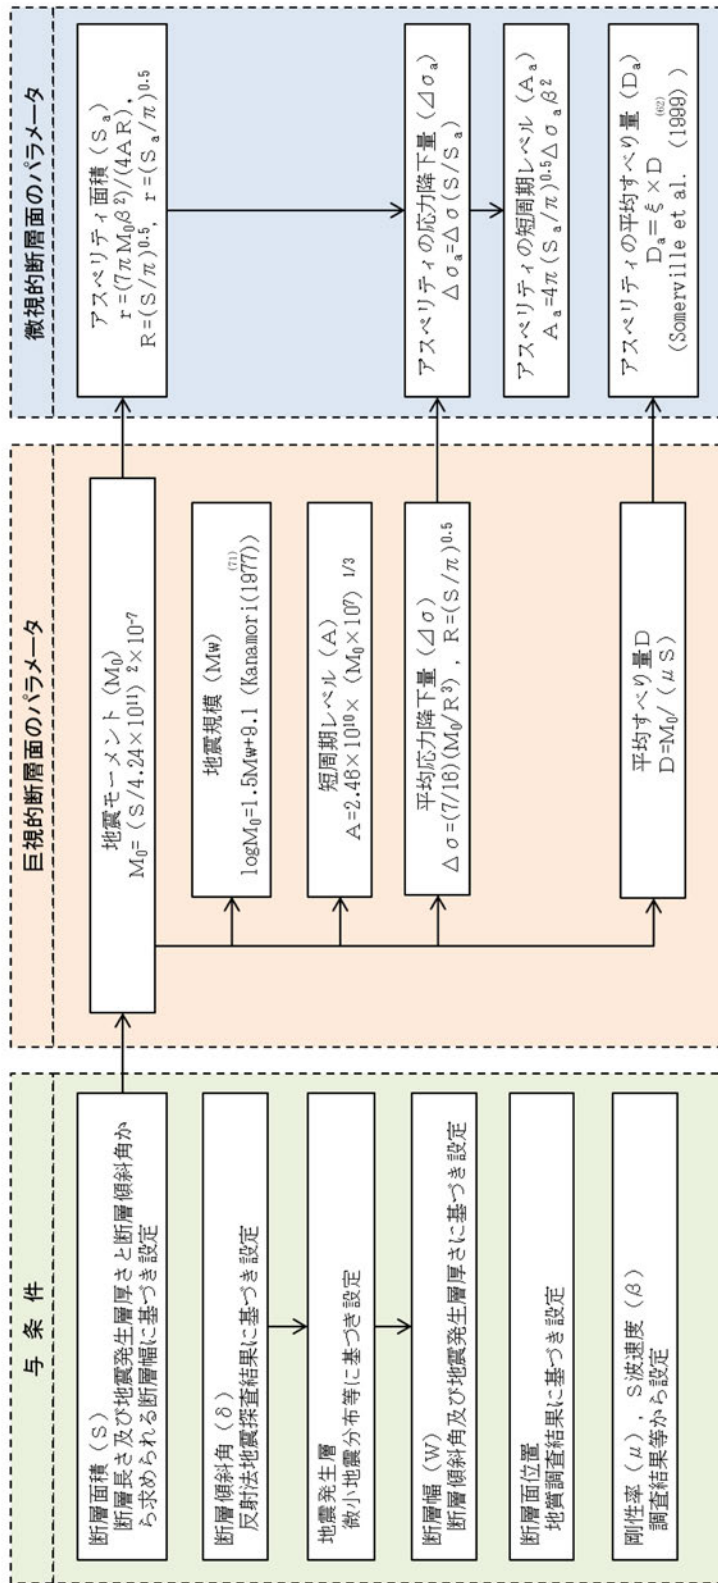 与 条 件
断層面積 (S)
断層長さ及び地震発生層厚さと断層傾斜角か
ら求められる断層幅に基づき設定
断層傾斜角 (δ)
反射法地震探査結果に基づき設定
地震発生層
微小地震分布等に基づき設定
断層幅 (W)
断層傾斜角及び地震発生層厚さに基づき設定
断層面位置
地質調査結果に基づき設定
剛性率 (μ), S波速度 (β)
調査結果等から設定
巨視的断層面のパラメータ
地震モーメント (M₀)
M₀= (S/4.24×10¹¹) ²×10⁻⁷
地震規模 (Mw)
logM₀=1.5Mw+9.1 (Kanamori(1977))⁽⁷¹⁾
短周期レベル (A)
A=2.46×10¹⁰× (M₀×10⁷) ¹/³
平均応力降下量 (Δσ)
Δσ=(7/16)(M₀/R³), R=(S/π)⁰·⁵
平均すべり量D
D=M₀/ (μS)
微視的断層面のパラメータ
アスペリティ面積 (Sₐ)
r=(7πM₀β²)/(4AR),
R=(S/π)⁰·⁵, r=(Sₐ/π)⁰·⁵
アスペリティの応力降下量 (Δσₐ)
Δσₐ=Δσ(S/Sₐ)
アスペリティの短周期レベル (Aₐ)
Aₐ=4π(Sₐ/π)⁰·⁵Δσₐβ²
アスペリティの平均すべり量 (Dₐ)
Dₐ=ξ×D
(Somerville et al. (1999))⁽⁶²⁾